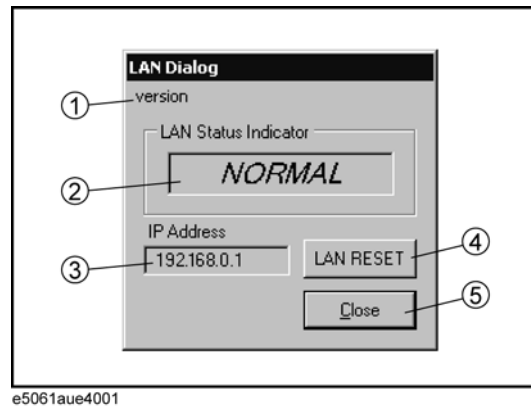 LAN Dialog
① version
LAN Status Indicator
② NORMAL
IP Address
③ 192.168.0.1
LAN RESET ④
Close ⑤
e5061aue4001